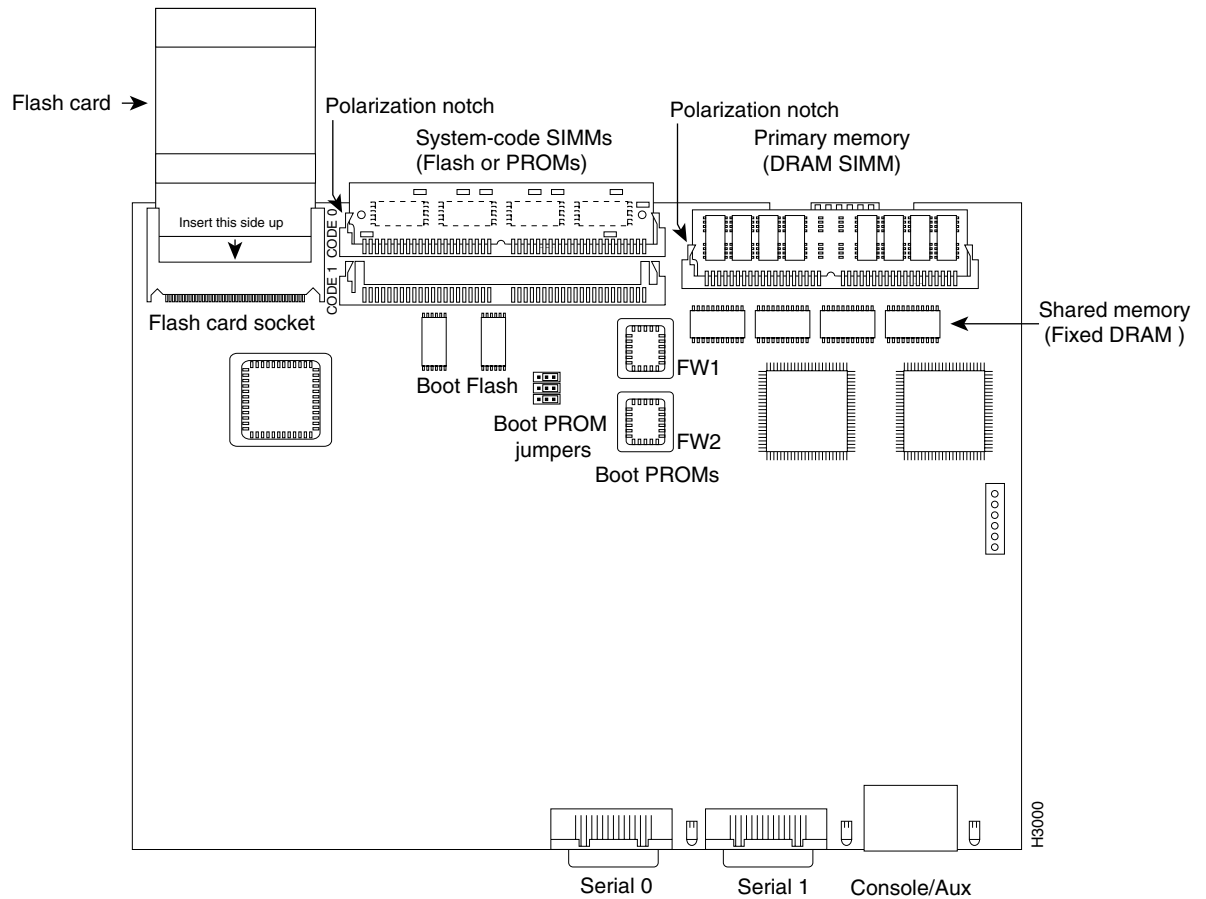 Flash card
Polarization notch
System-code SIMMs
(Flash or PROMs)
Polarization notch
Primary memory
(DRAM SIMM)
Insert this side up
CODE 0
CODE 1
Flash card socket
Shared memory
(Fixed DRAM )
Boot Flash
FW1
Boot PROM
jumpers
FW2
Boot PROMs
H3000
Serial 0
Serial 1
Console/Aux